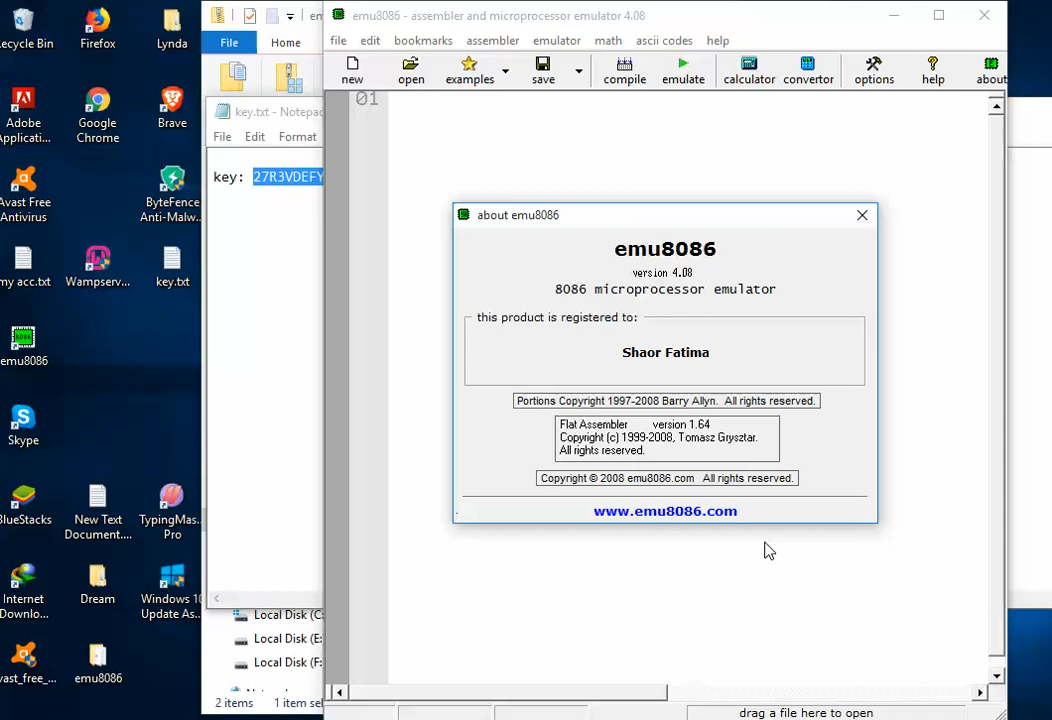 Recycle Bin
Firefox
Lynda
Adobe Applicati...
Google Chrome
Brave
Avast Free Antivirus
ByteFence Anti-Malw...
my acc.txt
Wampserv...
key.txt
emu8086
Skype
BlueStacks
New Text Document....
TypingMas... Pro
Internet Downlo...
Dream
Windows 10 Update As...
vast_free_...
emu8086
File
Home
key.txt - Notepad
File Edit Format
key: 27R3VDEFY
Local Disk (C:
Local Disk (E:
Local Disk (F:
2 items 1 item sel
emu8086 - assembler and microprocessor emulator 4.08
file edit bookmarks assembler emulator math ascii codes help
new open examples save compile emulate calculator convertor options help about
01
about emu8086
emu8086
version 4.08
8086 microprocessor emulator
this product is registered to:
Shaor Fatima
Portions Copyright 1997-2008 Barry Allyn. All rights reserved.
Flat Assembler version 1.64
Copyright (c) 1999-2008, Tomasz Grysztar.
All rights reserved.
Copyright © 2008 emu8086.com All rights reserved.
www.emu8086.com
drag a file here to open